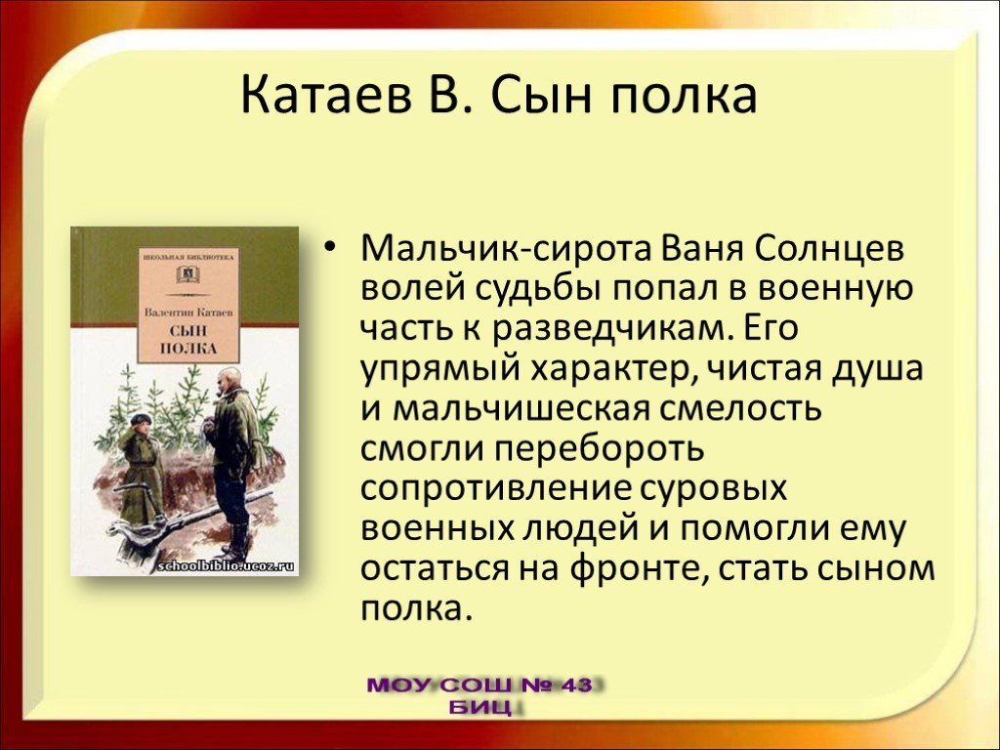 Катаев В. Сын полка
ШКОЛЬНАЯ БИБЛИОТЕКА
Валентин Катаев
СЫН
ПОЛКА
schoolbiblio.ucoz.ru
• Мальчик-сирота Ваня Солнцев
волей судьбы попал в военную
часть к разведчикам. Его
упрямый характер, чистая душа
и мальчишеская смелость
смогли перебороть
сопротивление суровых
военных людей и помогли ему
остаться на фронте, стать сыном
полка.
МОУ СОШ № 43
БИЦ